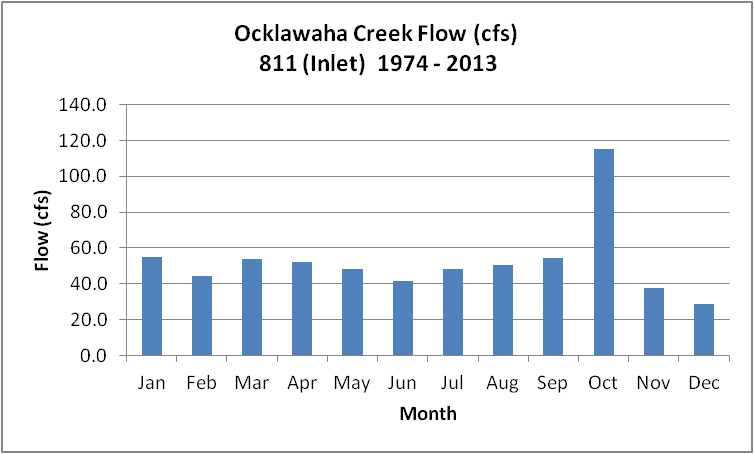 Ocklawaha Creek Flow (cfs)
811 (Inlet)  1974 - 2013
140.0
120.0
100.0
80.0
60.0
40.0
20.0
0.0
Flow (cfs)
Jan Feb Mar Apr May Jun Jul Aug Sep Oct Nov Dec
Month